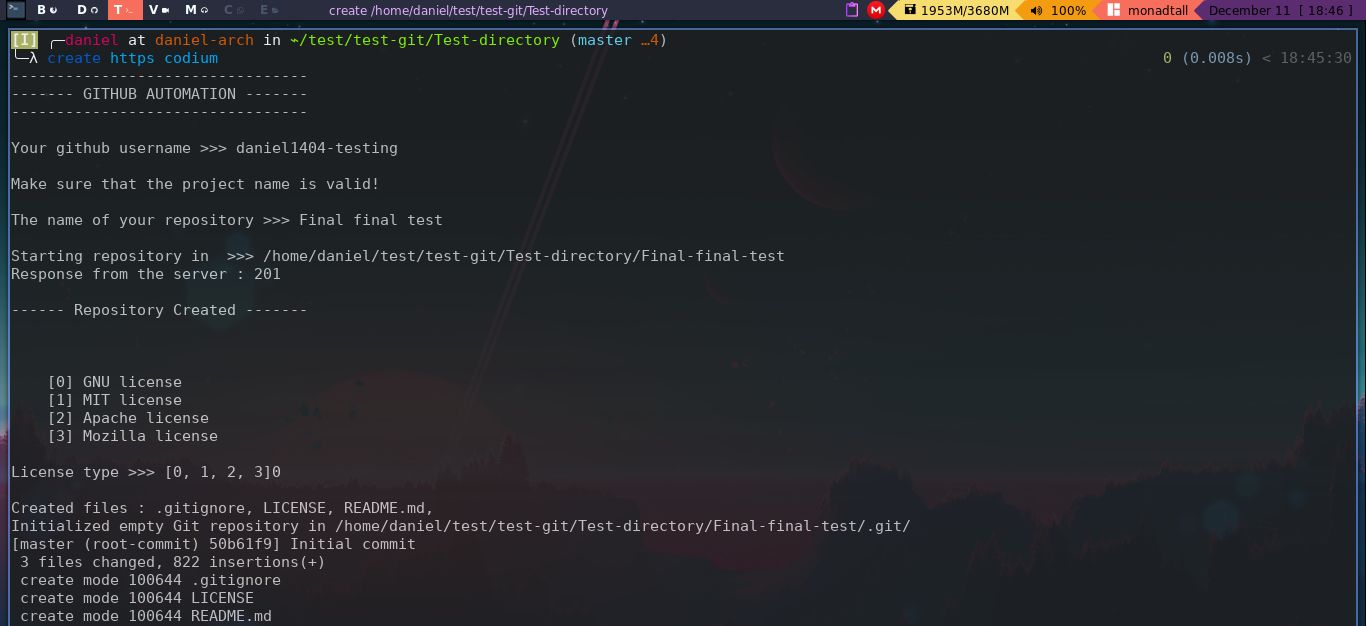 B D T V M C E create /home/daniel/test/test-git/Test-directory M 1953M/3680M 100% monadtall December 11 [ 18:46 ]
[I] ╭─daniel at daniel-arch in ~/test/test-git/Test-directory (master …4)
╰─λ create https codium 0 (0.008s) < 18:45:30
---------------------------------
------- GITHUB AUTOMATION -------
---------------------------------
Your github username >>> daniel1404-testing
Make sure that the project name is valid!
The name of your repository >>> Final final test
Starting repository in  >>> /home/daniel/test/test-git/Test-directory/Final-final-test
Response from the server : 201
------ Repository Created -------
[0] GNU license
[1] MIT license
[2] Apache license
[3] Mozilla license
License type >>> [0, 1, 2, 3]0
Created files : .gitignore, LICENSE, README.md,
Initialized empty Git repository in /home/daniel/test/test-git/Test-directory/Final-final-test/.git/
[master (root-commit) 50b61f9] Initial commit
3 files changed, 822 insertions(+)
create mode 100644 .gitignore
create mode 100644 LICENSE
create mode 100644 README.md